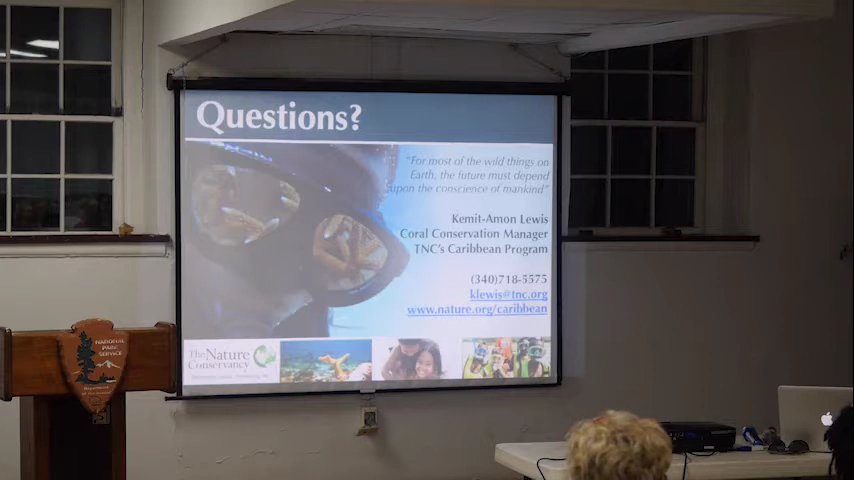 Questions?
“For most of the wild things on
Earth, the future must depend
upon the conscience of mankind”
Kemit-Amon Lewis
Coral Conservation Manager
TNC's Caribbean Program
(340)718-5575
klewis@tnc.org
www.nature.org/caribbean
The Nature
Conservancy
NATIONAL
PARK
SERVICE
Department